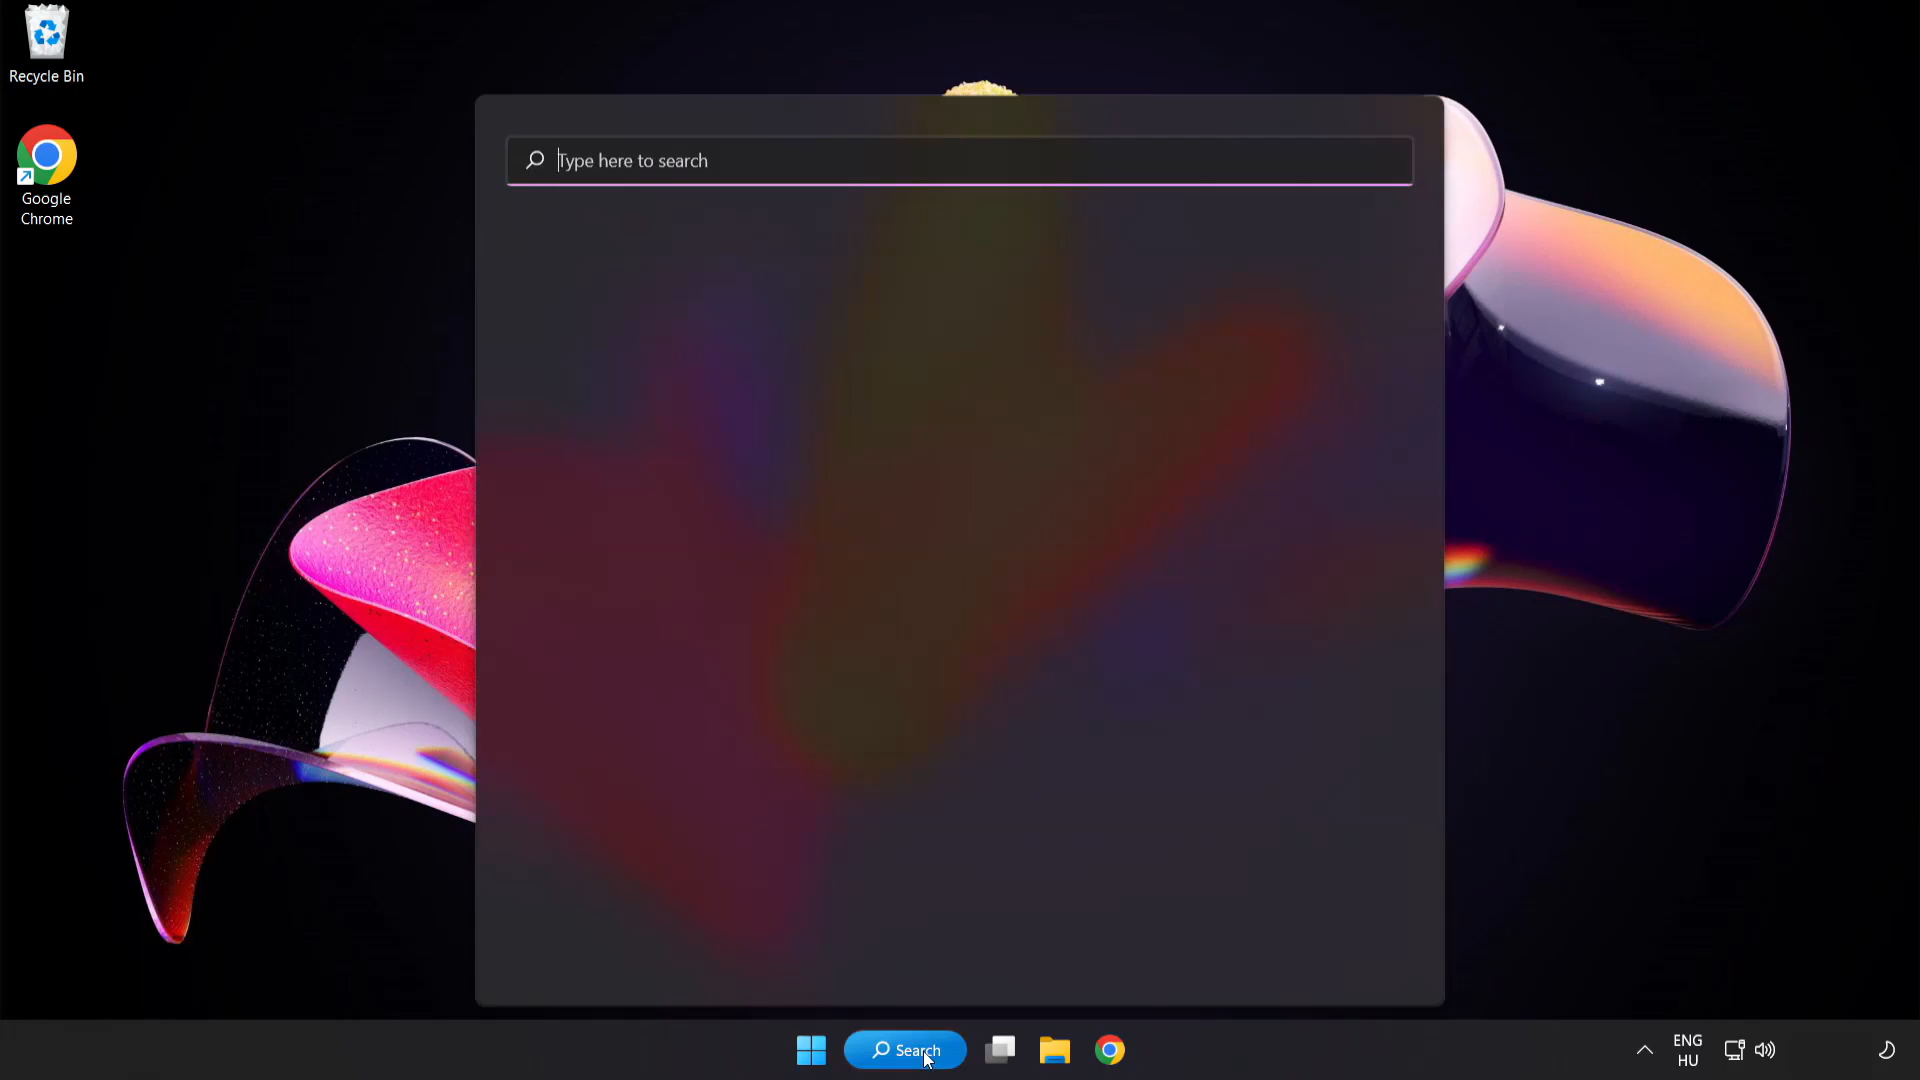 Recycle Bin
Google
Chrome
Type here to search
Search
ENG
HU